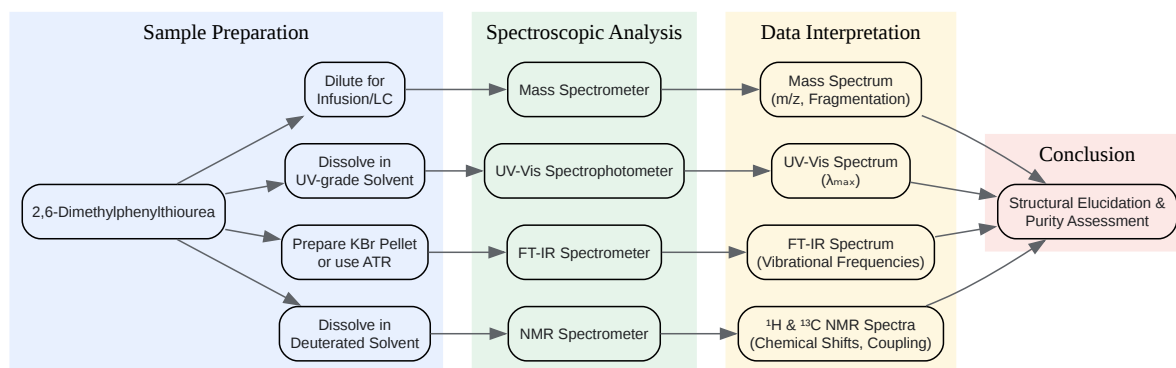 Sample Preparation
Spectroscopic Analysis
Data Interpretation
Conclusion
2,6-Dimethylphenylthiourea
Dilute for
Infusion/LC
Mass Spectrometer
Mass Spectrum
(m/z, Fragmentation)
Dissolve in
UV-grade Solvent
UV-Vis Spectrophotometer
UV-Vis Spectrum
(λₘₐₓ)
Prepare KBr Pellet
or use ATR
FT-IR Spectrometer
FT-IR Spectrum
(Vibrational Frequencies)
Dissolve in
Deuterated Solvent
NMR Spectrometer
¹H & ¹³C NMR Spectra
(Chemical Shifts, Coupling)
Structural Elucidation &
Purity Assessment